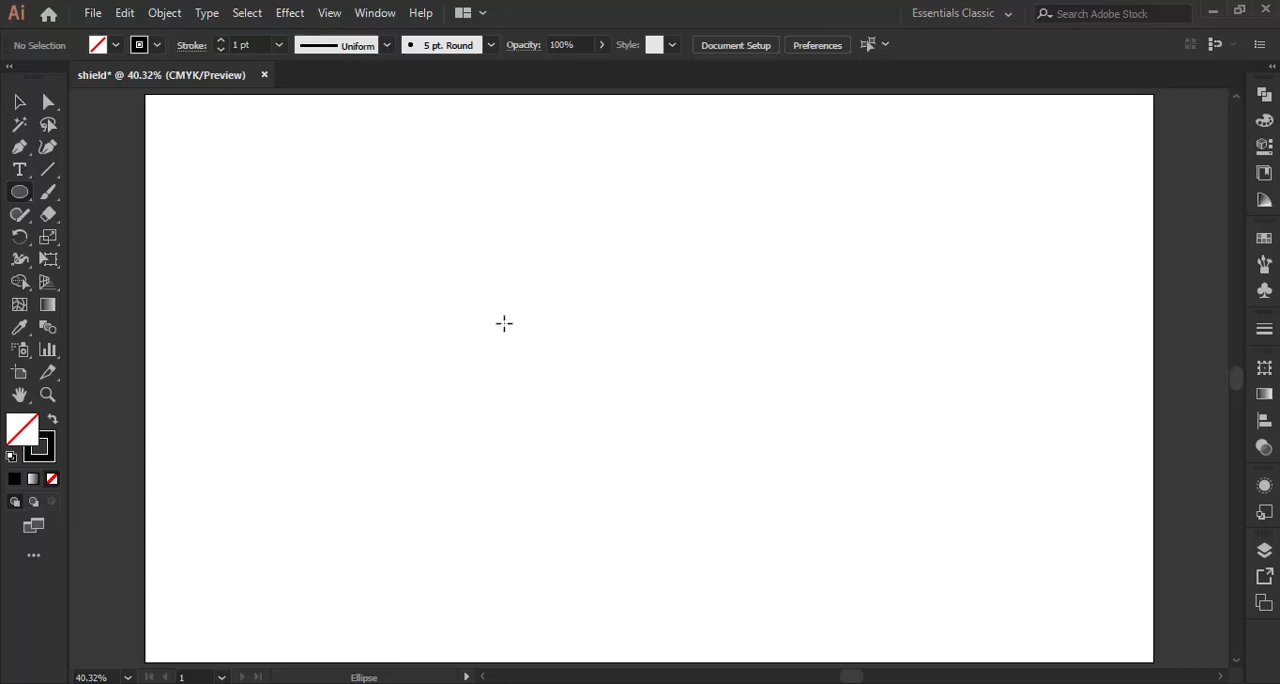 Ai File Edit Object Type Select Effect View Window Help Essentials Classic Search Adobe Stock
No Selection Stroke: 1 pt Uniform 5 pt. Round Opacity: 100% Style: Document Setup Preferences
shield* @ 40.32% (CMYK/Preview) ×
T
40.32% 1 Ellipse